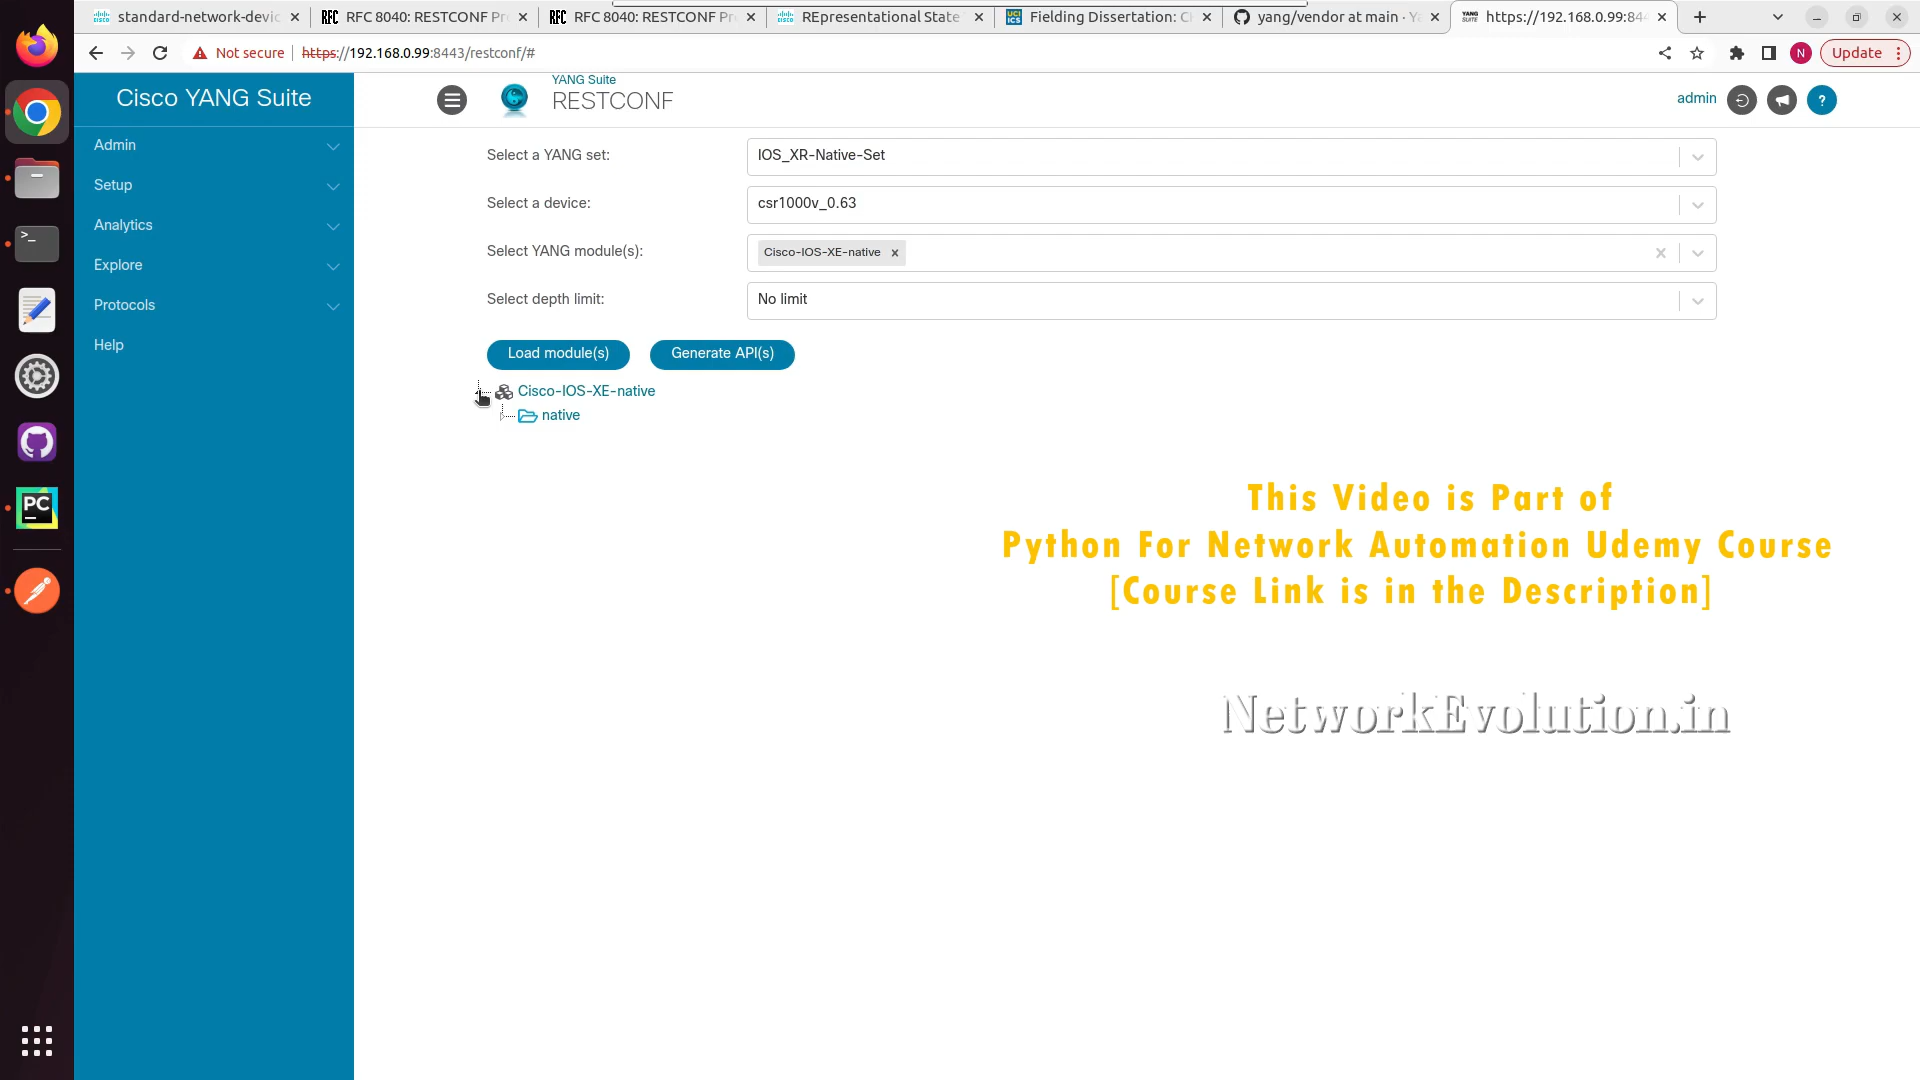 standard-network-devic
RFC 8040: RESTCONF Pr
RFC 8040: RESTCONF Pr
REpresentational State
Fielding Dissertation: C
yang/vendor at main · Y
https://192.168.0.99:844
Not secure
https://192.168.0.99:8443/restconf/#
N
Update
Cisco YANG Suite
YANG Suite
RESTCONF
admin
Admin
Setup
Analytics
Explore
Protocols
Help
Select a YANG set:
IOS_XR-Native-Set
Select a device:
csr1000v_0.63
Select YANG module(s):
Cisco-IOS-XE-native
Select depth limit:
No limit
Load module(s)
Generate API(s)
Cisco-IOS-XE-native
native
This Video is Part of
Python For Network Automation Udemy Course
[Course Link is in the Description]
NetworkEvolution.in